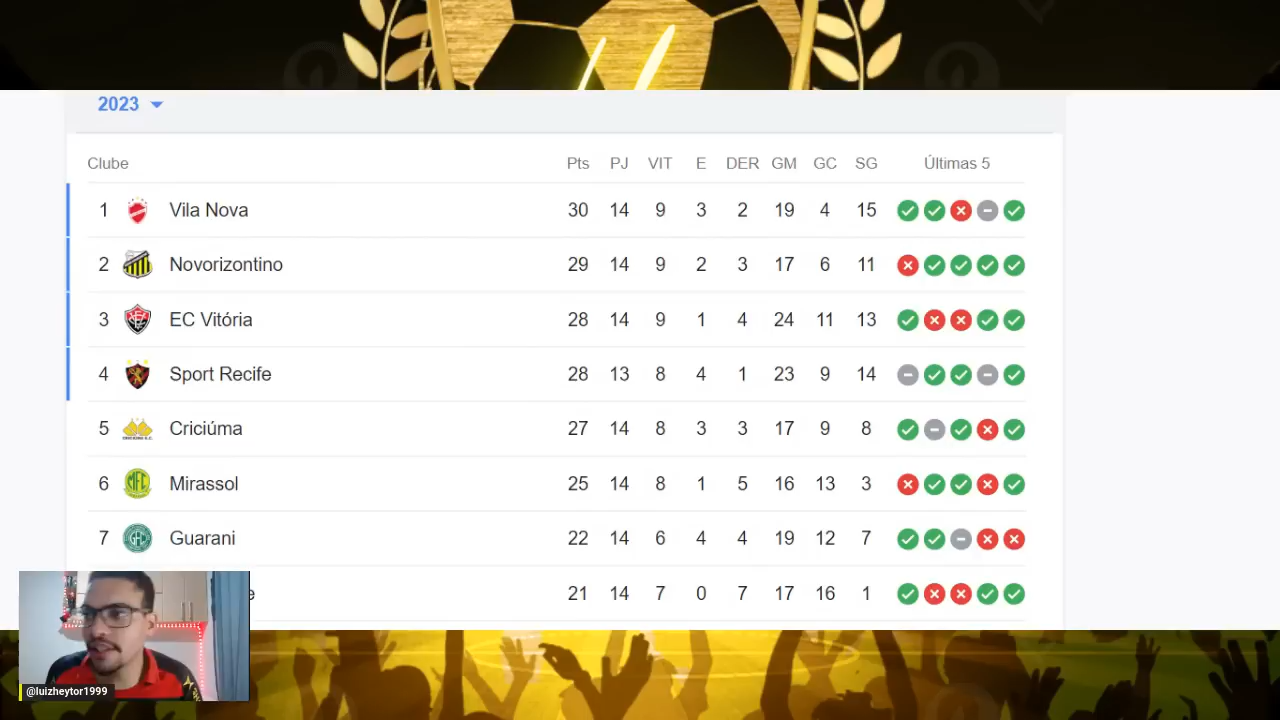 2023
Clube Pts PJ VIT E DER GM GC SG Últimas 5
1 Vila Nova 30 14 9 3 2 19 4 15
2 Novorizontino 29 14 9 2 3 17 6 11
3 EC Vitória 28 14 9 1 4 24 11 13
4 Sport Recife 28 13 8 4 1 23 9 14
5 Criciúma 27 14 8 3 3 17 9 8
6 Mirassol 25 14 8 1 5 16 13 3
7 Guarani 22 14 6 4 4 19 12 7
e 21 14 7 0 7 17 16 1
@luizheytor1999